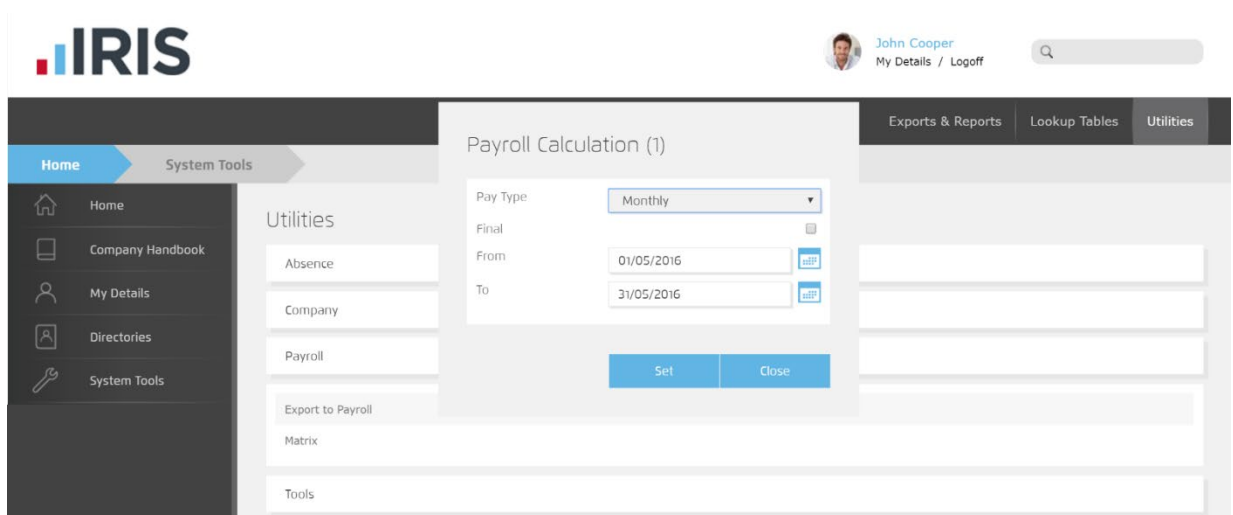 IRIS
John Cooper
My Details / Logoff
Exports & Reports
Lookup Tables
Utilities
Home
System Tools
Home
Company Handbook
My Details
Directories
System Tools
Utilities
Absence
Company
Payroll
Export to Payroll
Matrix
Tools
Payroll Calculation (1)
Pay Type
Monthly
Final
From
01/05/2016
To
31/05/2016
Set
Close